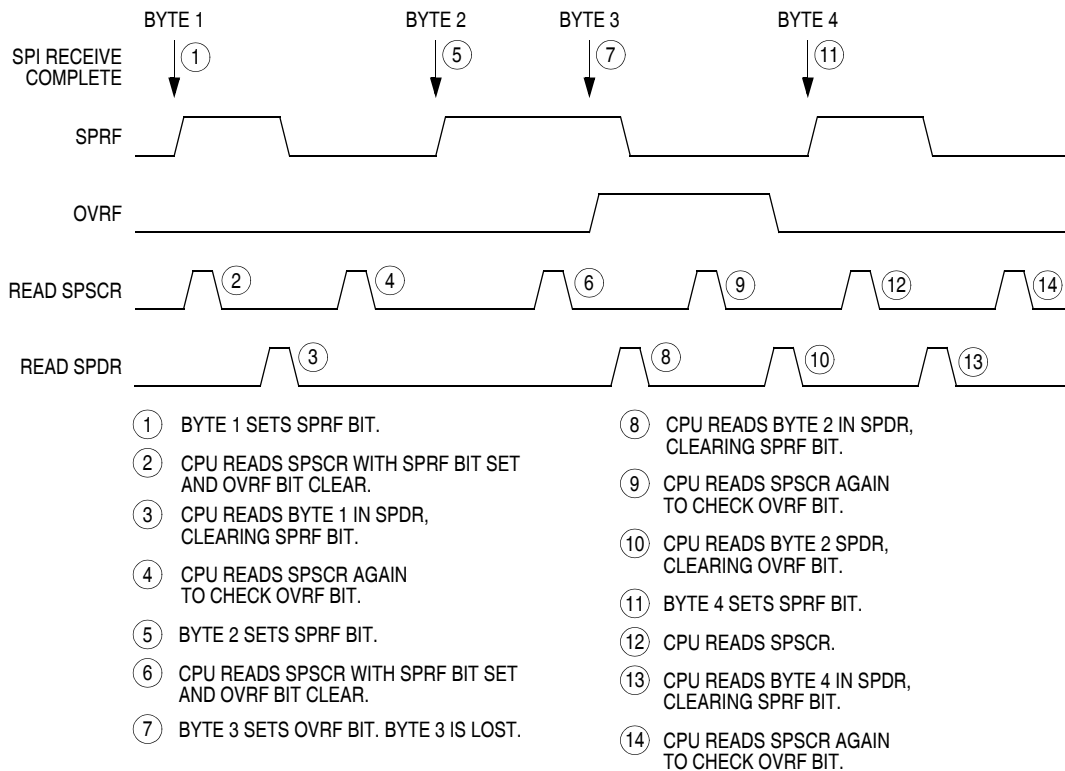 BYTE 1 BYTE 2 BYTE 3 BYTE 4
SPI RECEIVE
COMPLETE
1 5 7 11
SPRF
OVRF
READ SPSCR
2 4 6 9 12 14
READ SPDR
3 8 10 13
1 BYTE 1 SETS SPRF BIT.
2 CPU READS SPSCR WITH SPRF BIT SET
AND OVRF BIT CLEAR.
3 CPU READS BYTE 1 IN SPDR,
CLEARING SPRF BIT.
4 CPU READS SPSCR AGAIN
TO CHECK OVRF BIT.
5 BYTE 2 SETS SPRF BIT.
6 CPU READS SPSCR WITH SPRF BIT SET
AND OVRF BIT CLEAR.
7 BYTE 3 SETS OVRF BIT. BYTE 3 IS LOST.
8 CPU READS BYTE 2 IN SPDR,
CLEARING SPRF BIT.
9 CPU READS SPSCR AGAIN
TO CHECK OVRF BIT.
10 CPU READS BYTE 2 SPDR,
CLEARING OVRF BIT.
11 BYTE 4 SETS SPRF BIT.
12 CPU READS SPSCR.
13 CPU READS BYTE 4 IN SPDR,
CLEARING SPRF BIT.
14 CPU READS SPSCR AGAIN
TO CHECK OVRF BIT.